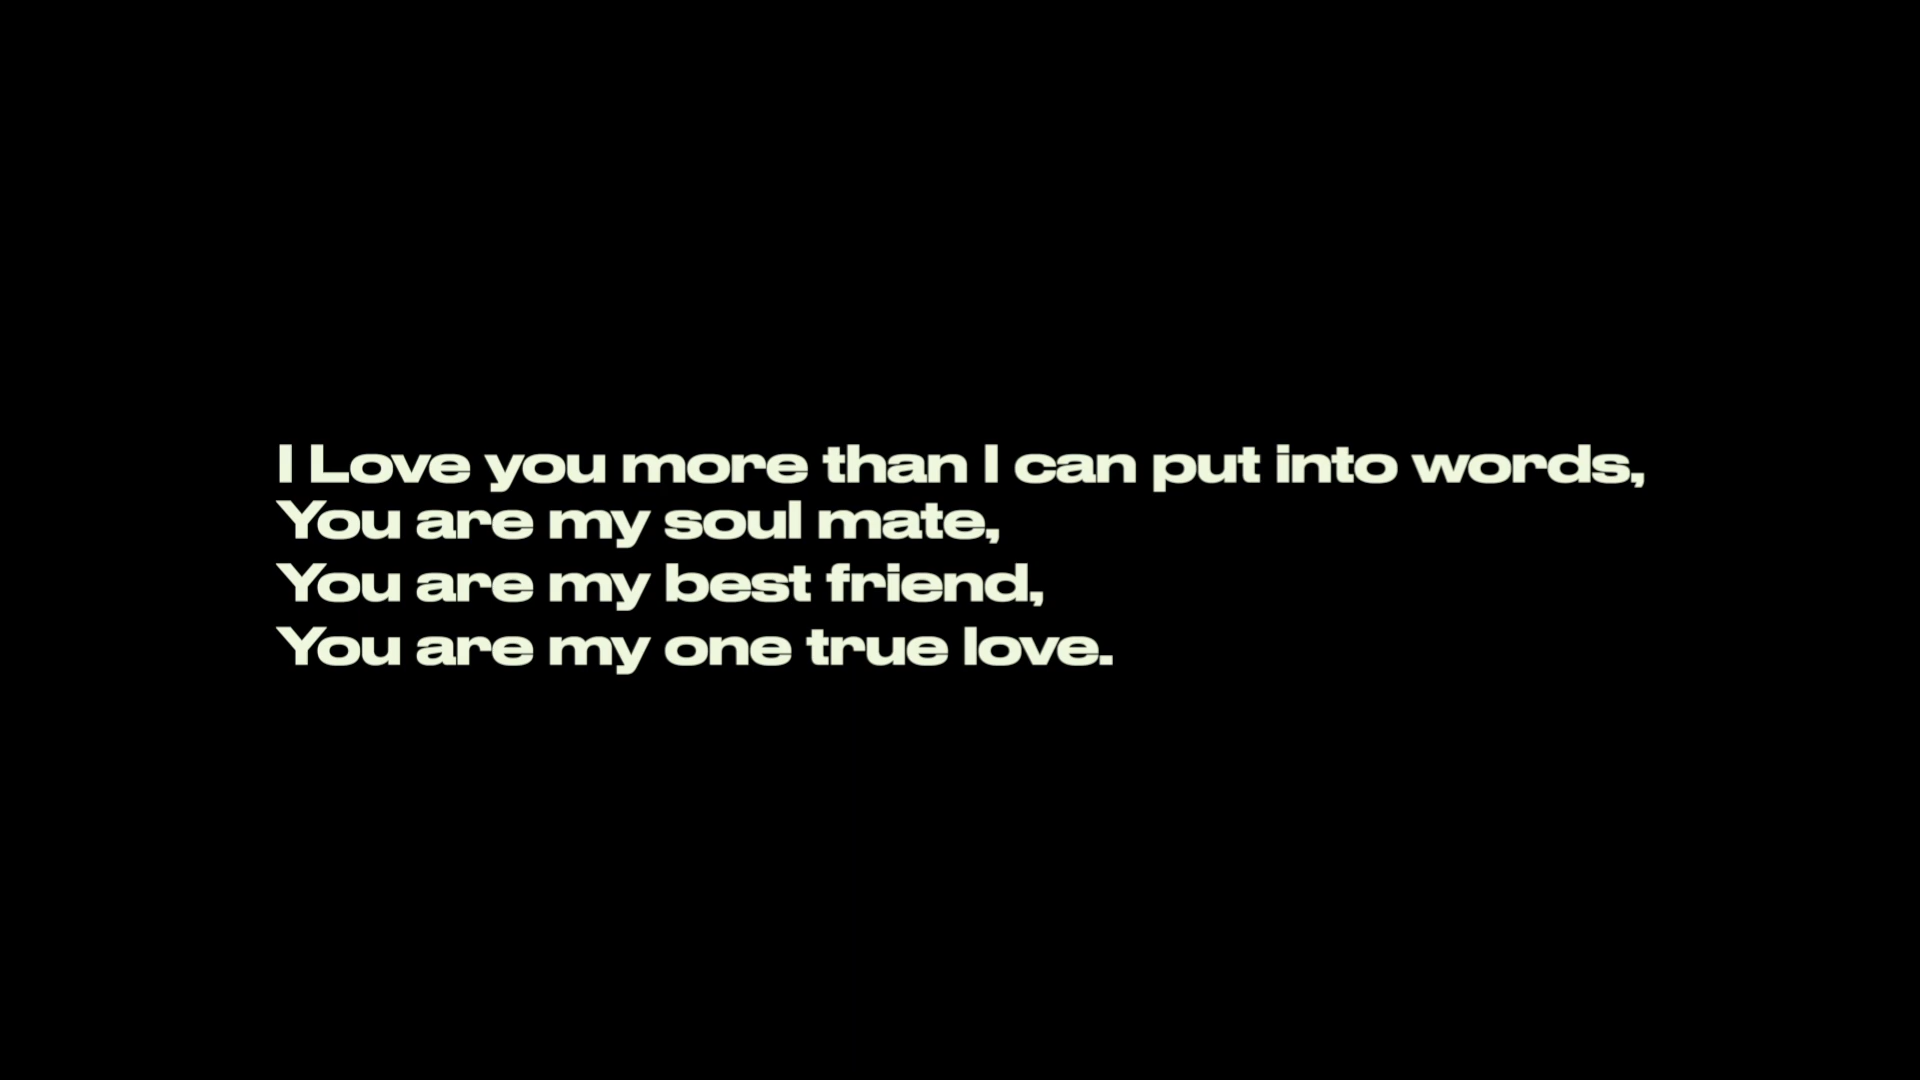 I Love you more than I can put into words,
You are my soul mate,
You are my best friend,
You are my one true love.